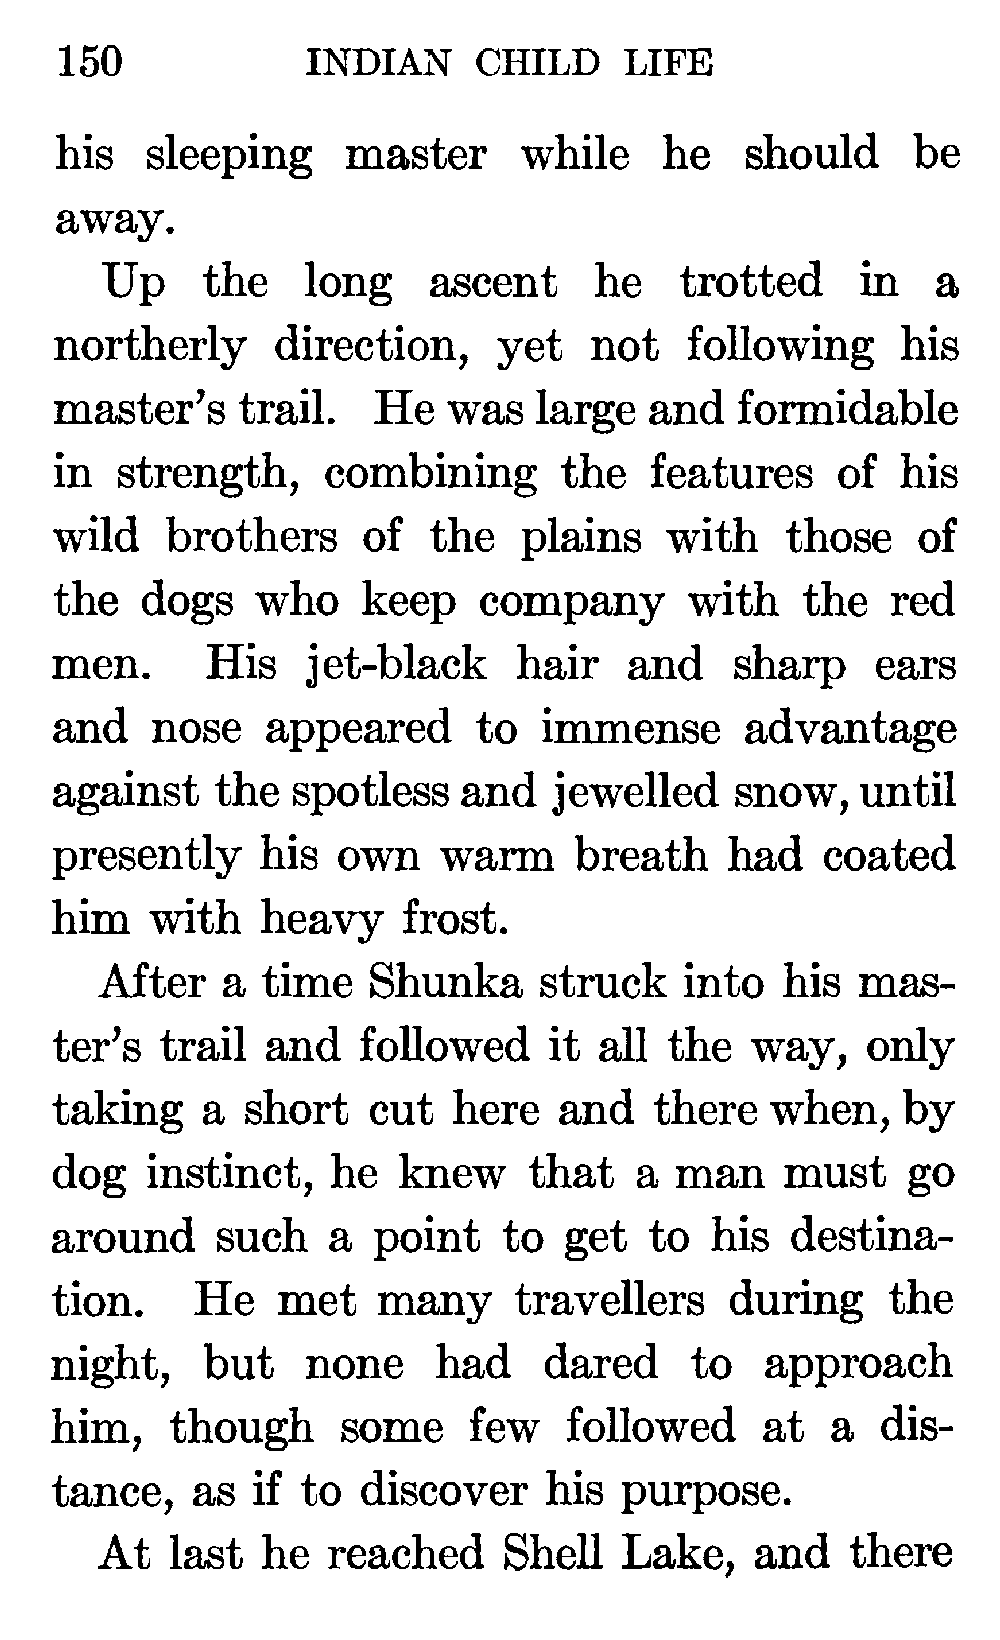 150 INDIAN CHILD LIFE
his sleeping master while he should be
away.
Up the long ascent he trotted in a
northerly direction, yet not following his
master's trail. He was large and formidable
in strength, combining the features of his
wild brothers of the plains with those of
the dogs who keep company with the red
men. His jet-black hair and sharp ears
and nose appeared to immense advantage
against the spotless and jewelled snow, until
presently his own warm breath had coated
him with heavy frost.
After a time Shunka struck into his mas-
ter's trail and followed it all the way, only
taking a short cut here and there when, by
dog instinct, he knew that a man must go
around such a point to get to his destina-
tion. He met many travellers during the
night, but none had dared to approach
him, though some few followed at a dis-
tance, as if to discover his purpose.
At last he reached Shell Lake, and there